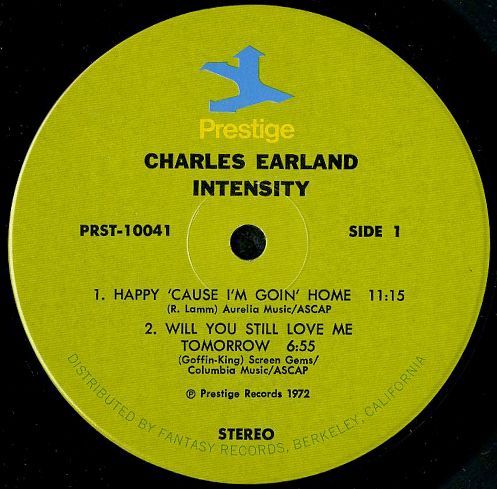 Prestige
CHARLES EARLAND
INTENSITY
PRST-10041
SIDE 1
1. HAPPY 'CAUSE I'M GOIN' HOME 11:15
(R. Lamm) Aurelia Music/ASCAP
2. WILL YOU STILL LOVE ME
TOMORROW 6:55
(Goffin-King) Screen Gems/
Columbia Music/ASCAP
℗ Prestige Records 1972
STEREO
DISTRIBUTED BY FANTASY RECORDS, BERKELEY, CALIFORNIA